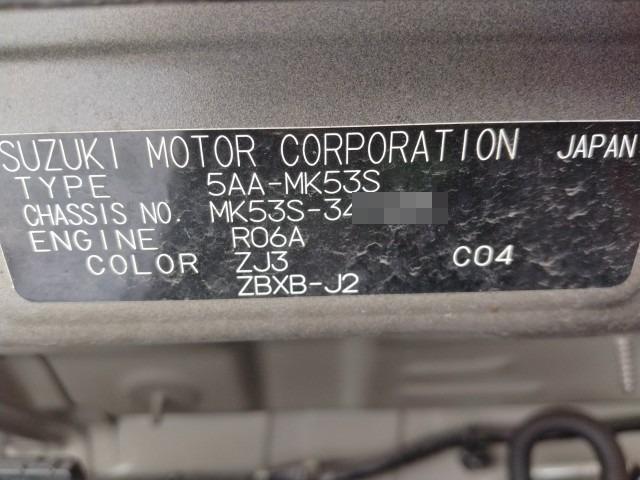 SUZUKI MOTOR CORPORATION JAPAN
TYPE 5AA-MK53S
CHASSIS NO. MK53S-34
ENGINE R06A
COLOR ZJ3 C04
ZBXB-J2